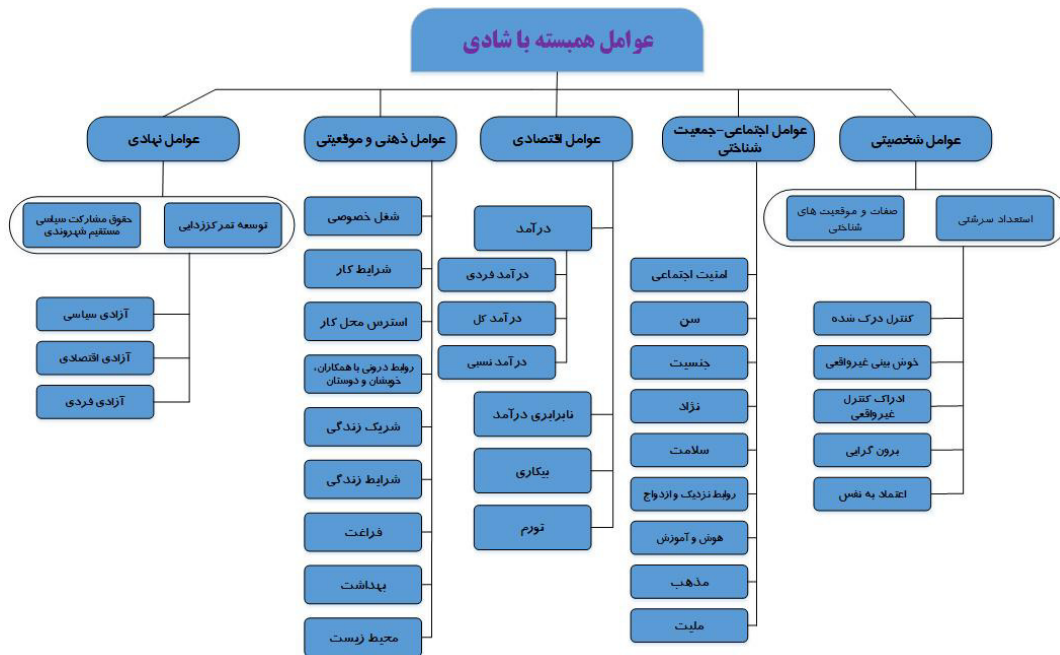 عوامل همبسته با شادی
عوامل شخصیتی
استعداد سرشتی
صفات و موقعیت های
شناختی
کنترل درک شده
خوش بینی غیرواقعی
ادراک کنترل
غیرواقعی
برون گرایی
اعتماد به نفس
عوامل اجتماعی-جمعیت
شناختی
امنیت اجتماعی
سن
جنسیت
نژاد
سلامت
روابط نزدیک و ازدواج
هوش و آموزش
مذهب
ملیت
عوامل اقتصادی
درآمد
درآمد فردی
درآمد کل
درآمد نسبی
نابرابری درآمد
بیکاری
تورم
عوامل ذهنی و موقعیتی
شغل خصوصی
شرایط کار
استرس محل کار
روابط درونی با همکاران،
خویشان و دوستان
شریک زندگی
شرایط زندگی
فراغت
بهداشت
محیط زیست
عوامل نهادی
توسعه تمرکززدایی
حقوق مشارکت سیاسی
مستقیم شهروندی
آزادی سیاسی
آزادی اقتصادی
آزادی فردی